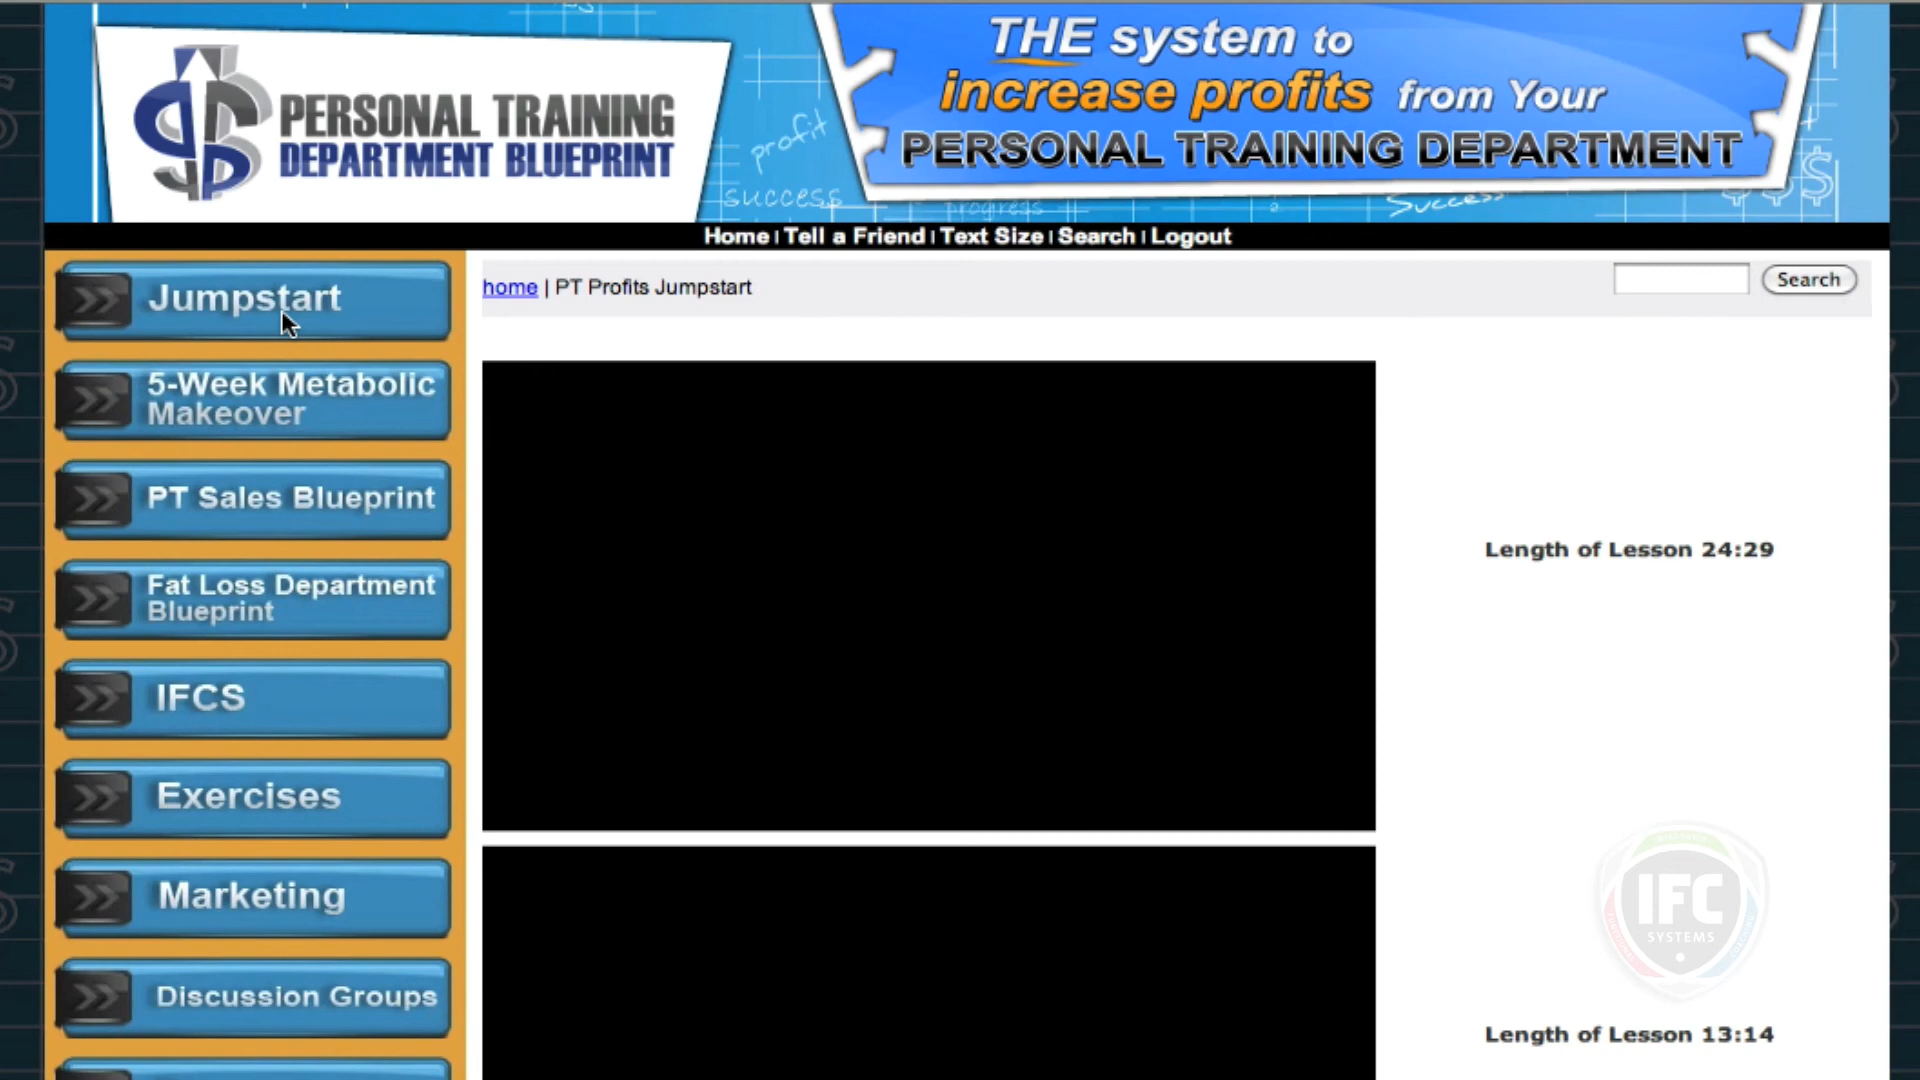 PERSONAL TRAINING
DEPARTMENT BLUEPRINT
THE system to
increase profits from Your
PERSONAL TRAINING DEPARTMENT
profit
success
progress
Success
$$$
Home | Tell a Friend | Text Size | Search | Logout
Jumpstart
5-Week Metabolic
Makeover
PT Sales Blueprint
Fat Loss Department
Blueprint
IFCS
Exercises
Marketing
Discussion Groups
home | PT Profits Jumpstart
Search
Length of Lesson 24:29
Length of Lesson 13:14
IFC
SYSTEMS